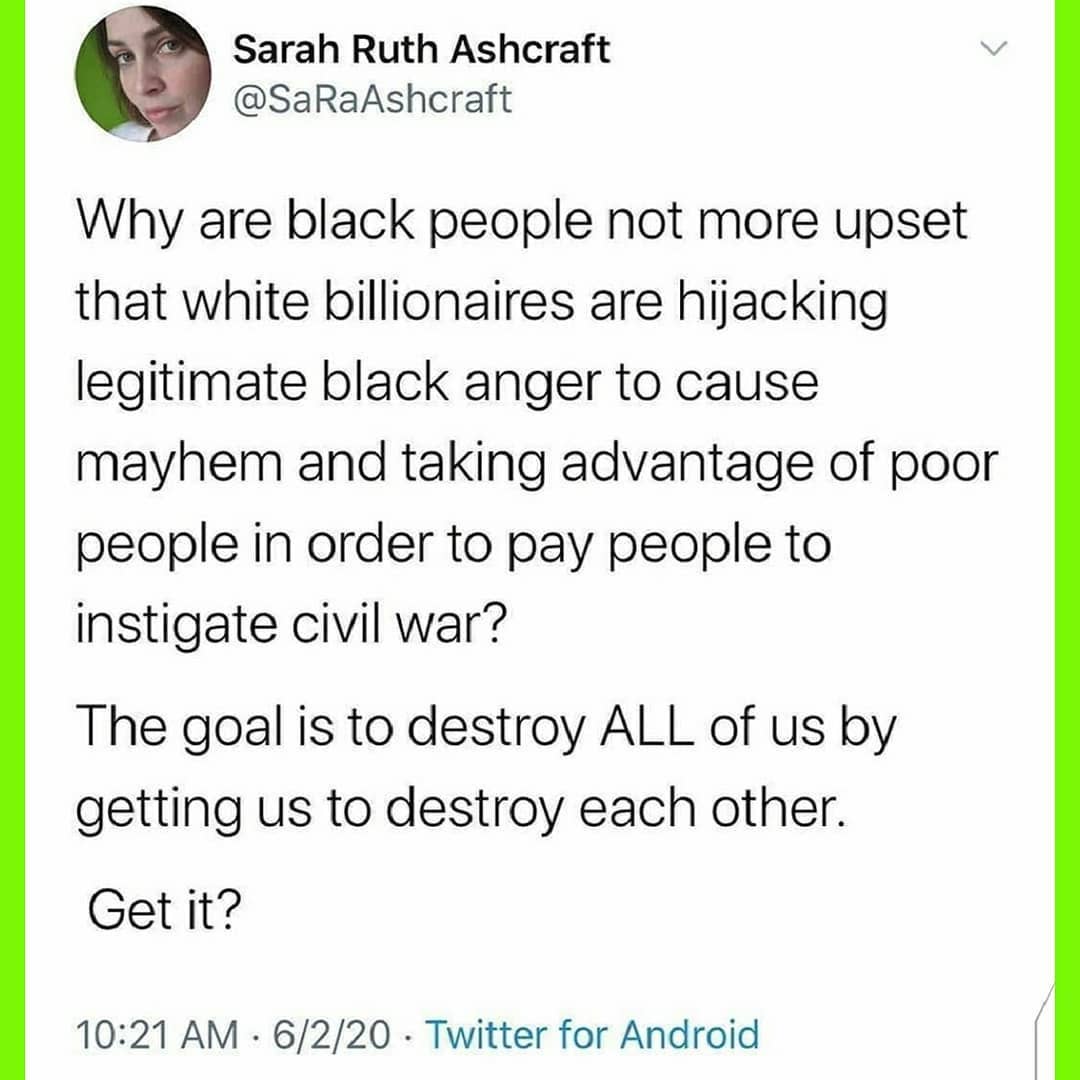 Sarah Ruth Ashcraft
@SaRaAshcraft
Why are black people not more upset
that white billionaires are hijacking
legitimate black anger to cause
mayhem and taking advantage of poor
people in order to pay people to
instigate civil war?
The goal is to destroy ALL of us by
getting us to destroy each other.
Get it?
10:21 AM · 6/2/20 · Twitter for Android